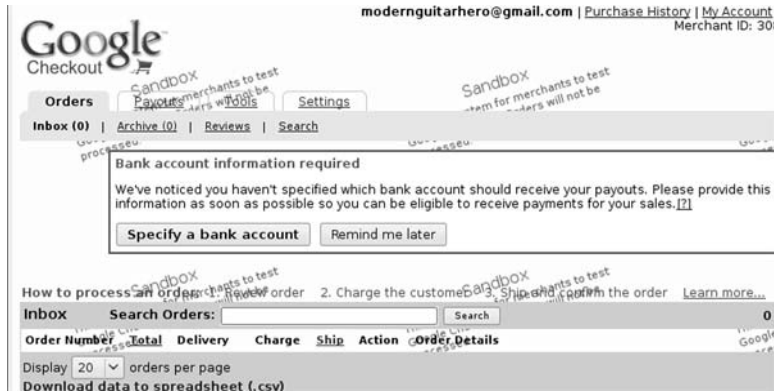 modernguitarhero@gmail.com | Purchase History | My Account
Merchant ID: 30
Google
Checkout
Sandbox
Sandbox
Orders Payouts Tools Settings
Inbox (0) | Archive (0) | Reviews | Search
Bank account information required
We've noticed you haven't specified which bank account should receive your payouts. Please provide this
information as soon as possible so you can be eligible to receive payments for your sales.[?]
Specify a bank account Remind me later
Sandbox
Sandbox
How to process an order: 1. Review order 2. Charge the customer 3. Ship and confirm the order Learn more...
Inbox Search Orders: Search 0
Order Number Total Delivery Charge Ship Action Order Details
Display 20 orders per page
Download data to spreadsheet (.csv)